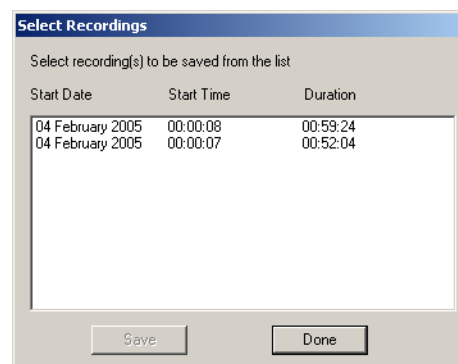 Select Recordings
Select recording(s) to be saved from the list
Start Date Start Time Duration
04 February 2005 00:00:08 00:59:24
04 February 2005 00:00:07 00:52:04
Save Done